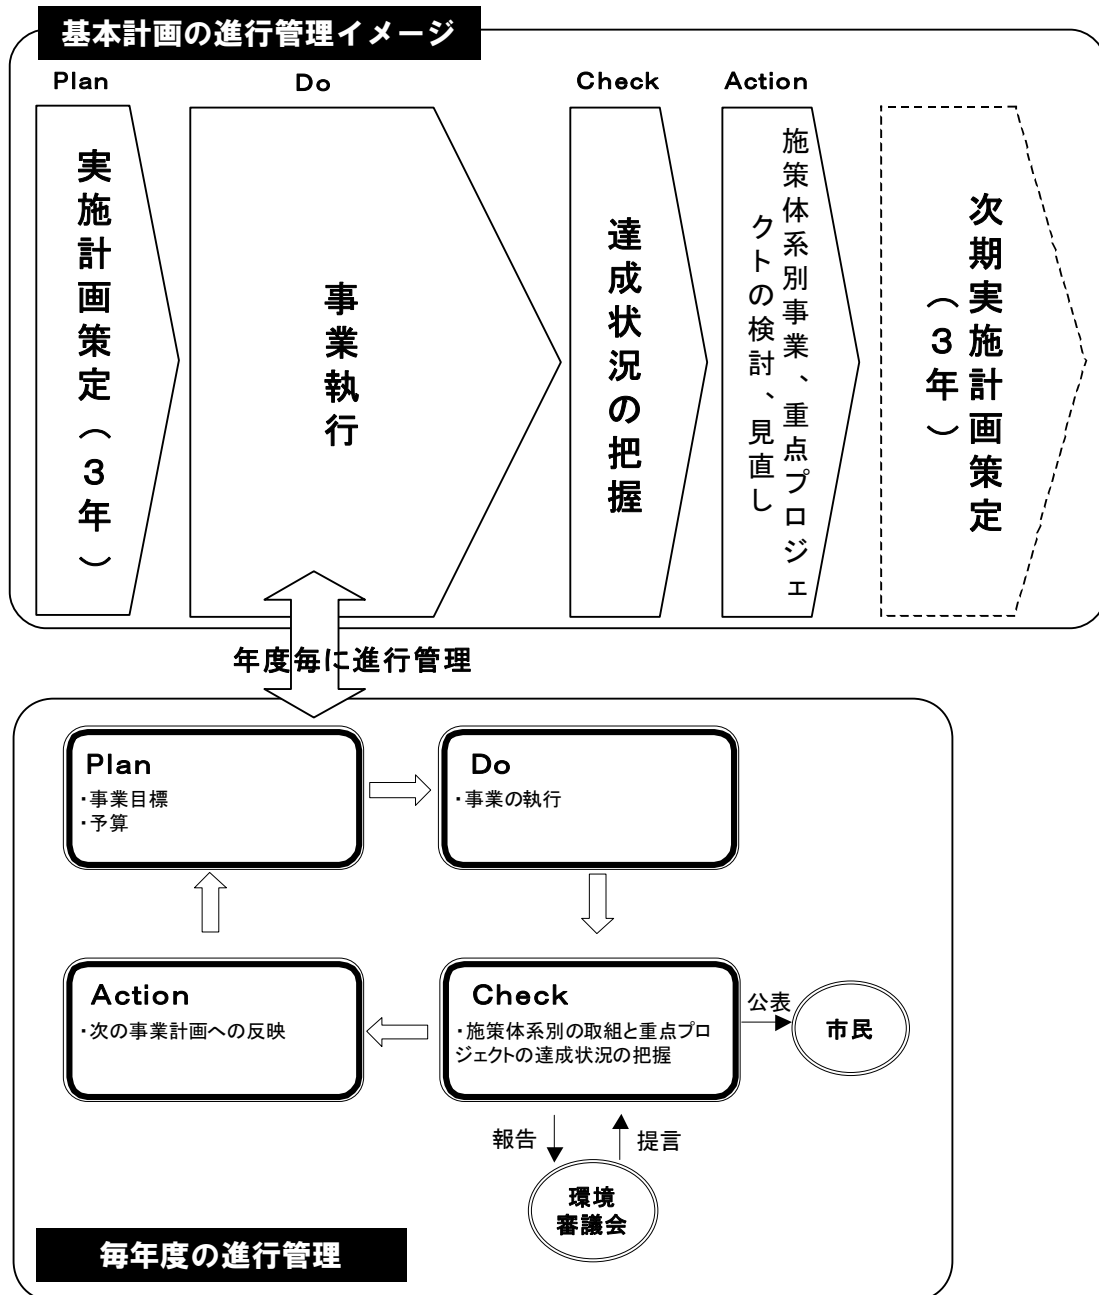 基本計画の進行管理イメージ
Plan
Do
Check
Action
実施計画策定（３年）
事業執行
達成状況の把握
施策体系別事業、重点プロジェ
クトの検討、見直し
次期実施計画策定
（３年）
年度毎に進行管理
Plan
・事業目標
・予算
Do
・事業の執行
Action
・次の事業計画への反映
Check
・施策体系別の取組と重点プロ
ジェクトの達成状況の把握
公表
市民
報告
提言
環境
審議会
毎年度の進行管理